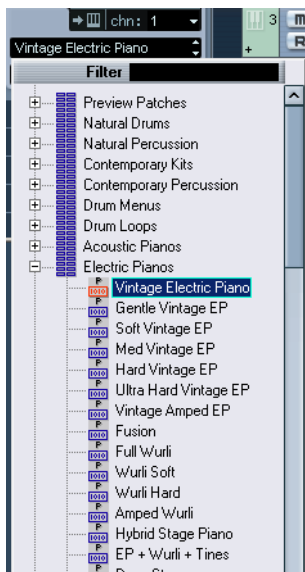 chn: 1
3
m
Vintage Electric Piano
+
R
Filter
Preview Patches
Natural Drums
Natural Percussion
Contemporary Kits
Contemporary Percussion
Drum Menus
Drum Loops
Acoustic Pianos
Electric Pianos
Vintage Electric Piano
Gentle Vintage EP
Soft Vintage EP
Med Vintage EP
Hard Vintage EP
Ultra Hard Vintage EP
Vintage Amped EP
Fusion
Full Wurli
Wurli Soft
Wurli Hard
Amped Wurli
Hybrid Stage Piano
EP + Wurli + Tines